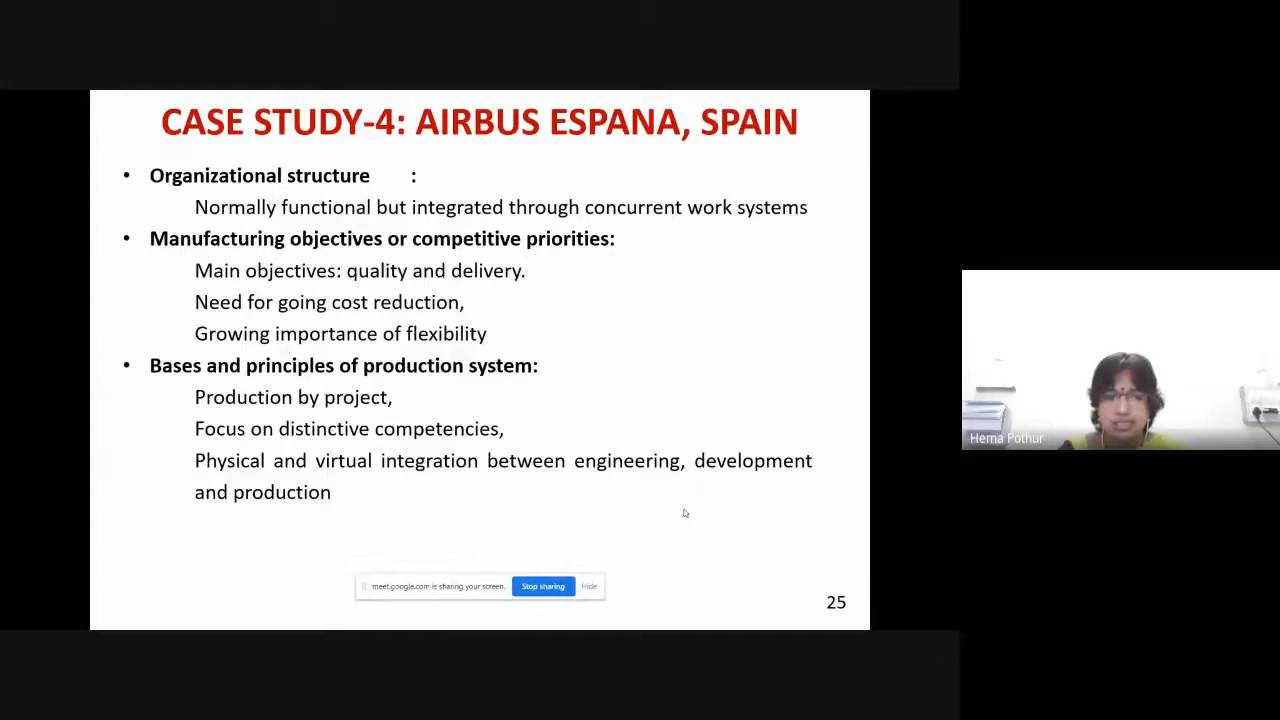 CASE STUDY-4: AIRBUS ESPANA, SPAIN
• Organizational structure :
Normally functional but integrated through concurrent work systems
• Manufacturing objectives or competitive priorities:
Main objectives: quality and delivery.
Need for going cost reduction,
Growing importance of flexibility
• Bases and principles of production system:
Production by project,
Focus on distinctive competencies,
Physical and virtual integration between engineering, development
and production
meet.google.com is sharing your screen. Stop sharing Hide
25
Hema Pothur